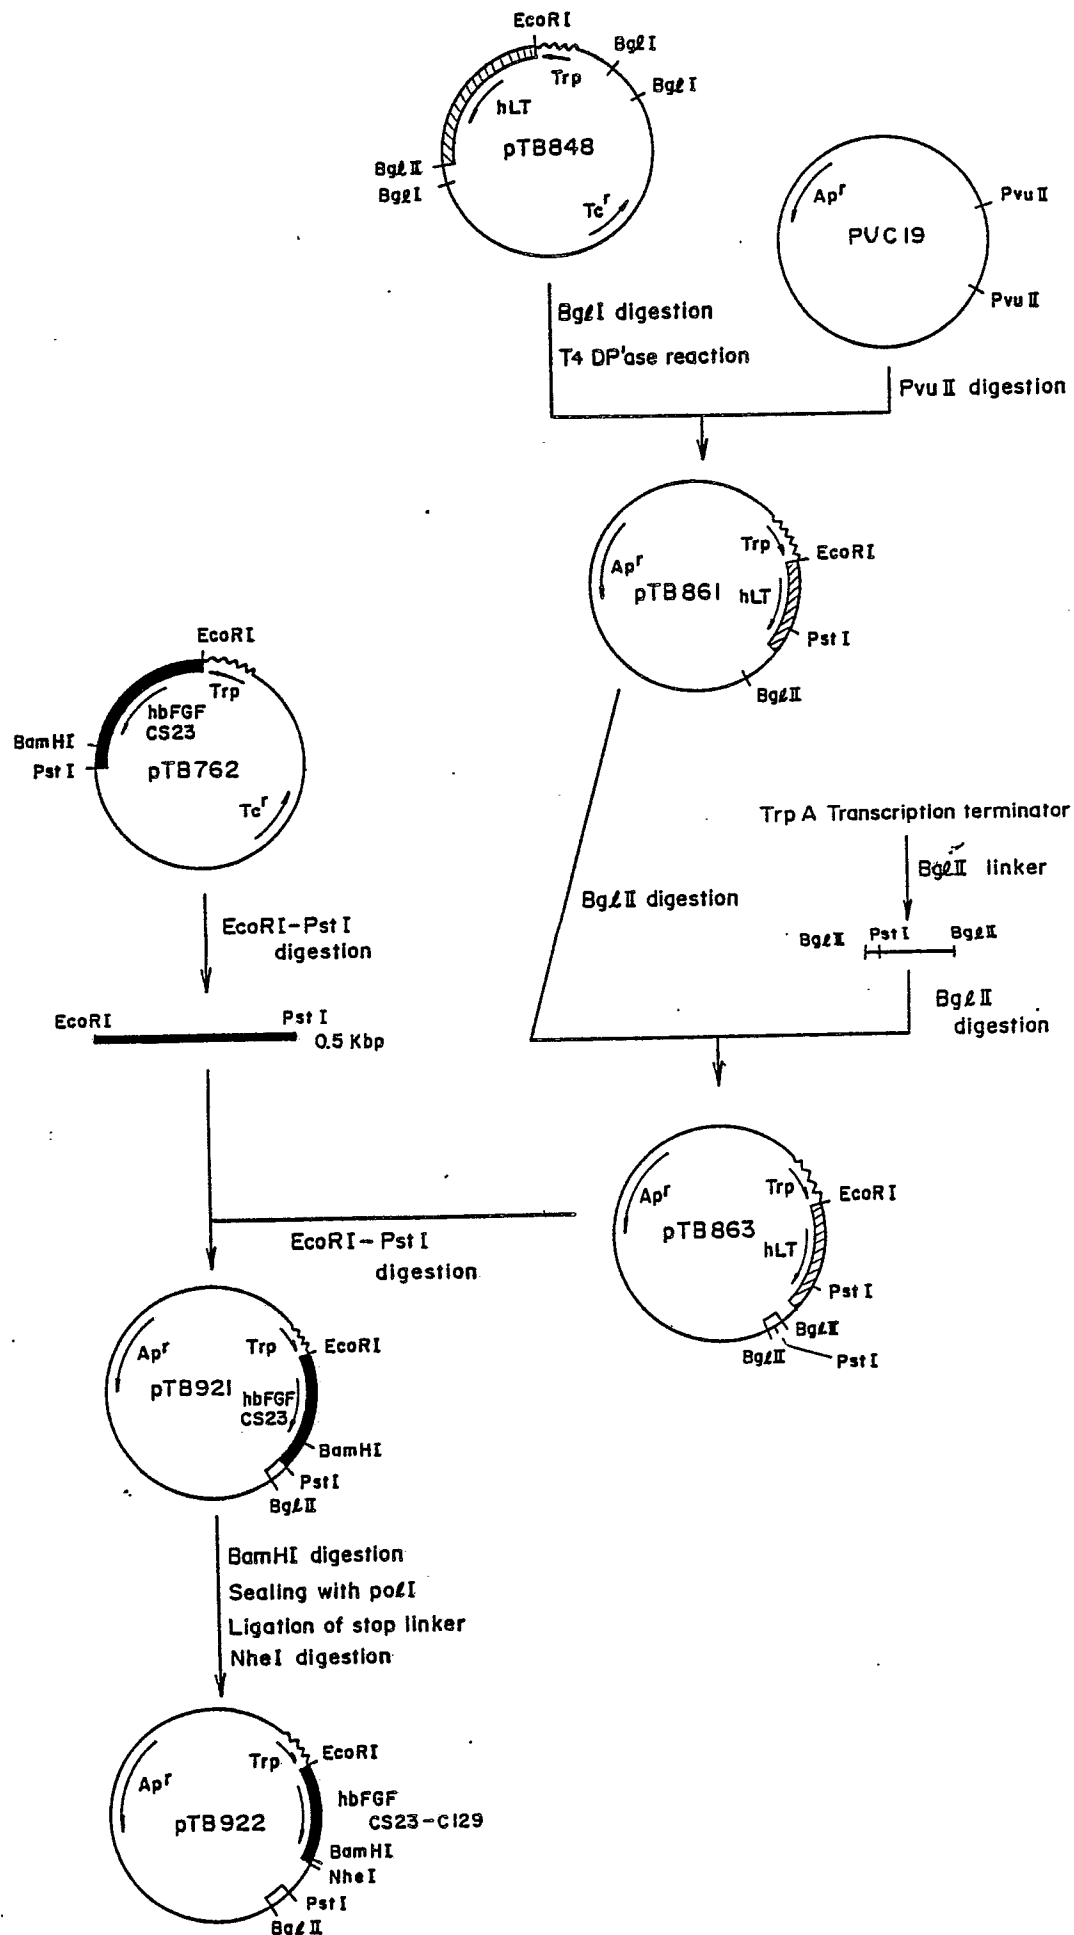 EcoRI
BglI
BglI
Trp
hLT
pTB848
BglII
BglI
Tcr
Apr
PVC19
PvuII
PvuII
BglI digestion
T4 DP'ase reaction
PvuII digestion
Trp
EcoRI
Apr
pTB861
hLT
PstI
BglII
EcoRI
Trp
hbFGF
CS23
BamHI
PstI
pTB762
Tcr
EcoRI-PstI
digestion
EcoRI
PstI
0.5 Kbp
BglII digestion
Trp A Transcription terminator
BglII linker
BglII
PstI
BglII
BglII
digestion
Trp
EcoRI
Apr
pTB863
hLT
PstI
BglII
BglII
PstI
EcoRI-PstI
digestion
Trp
EcoRI
Apr
pTB921
hbFGF
CS23
BamHI
PstI
BglII
BamHI digestion
Sealing with polI
Ligation of stop linker
NheI digestion
Trp
EcoRI
Apr
pTB922
hbFGF
CS23-C129
BamHI
NheI
PstI
BglII